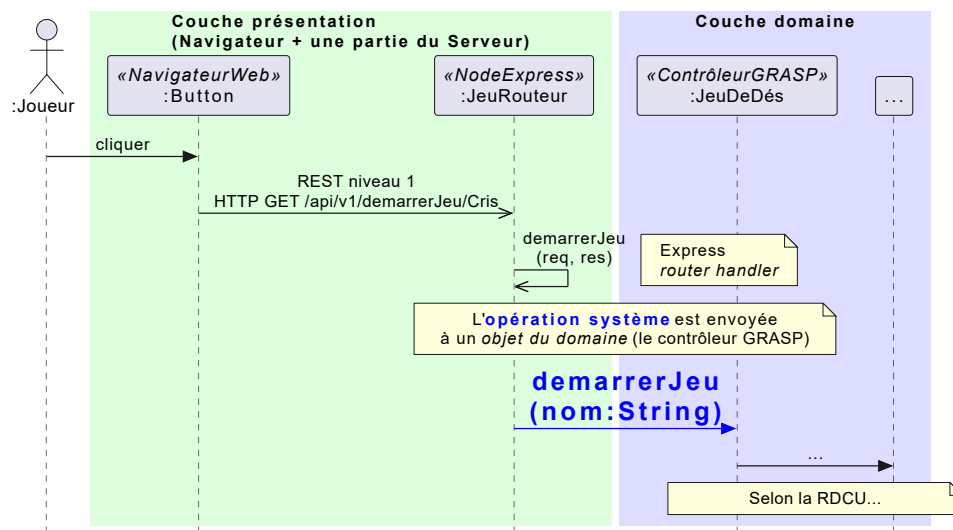 Couche présentation
(Navigateur + une partie du Serveur)
Couche domaine
:Joueur
«NavigateurWeb»
:Button
«NodeExpress»
:JeuRouteur
«ContrôleurGRASP»
:JeuDeDés
...
cliquer
REST niveau 1
HTTP GET /api/v1/demarrerJeu/Cris
demarrerJeu
(req, res)
Express
router handler
L'opération système est envoyée
à un objet du domaine (le contrôleur GRASP)
demarrerJeu
(nom:String)
...
Selon la RDCU...